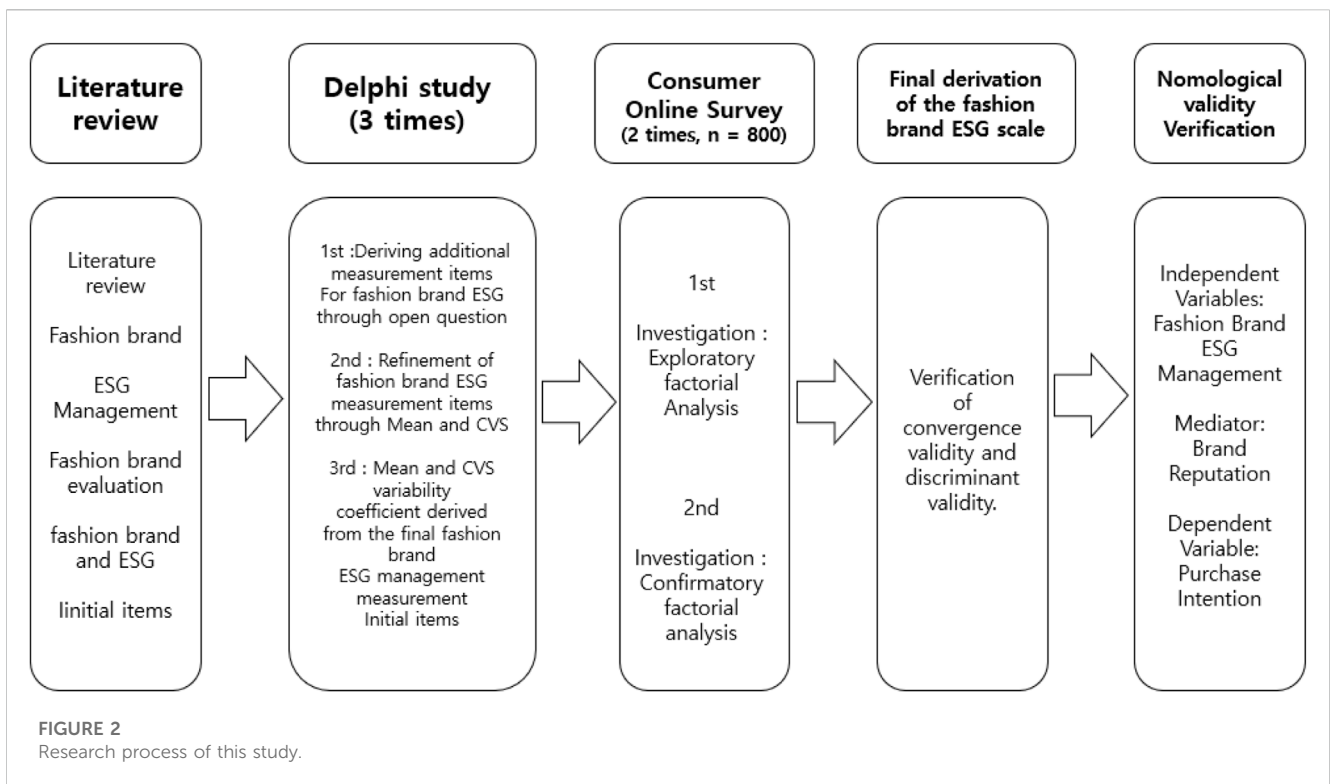 Literature
review
Delphi study
(3 times)
Consumer
Online Survey
(2 times, n = 800)
Final derivation
of the fashion
brand ESG scale
Nomological
validity
Verification
Literature
review
Fashion brand
ESG
Management
Fashion brand
evaluation
fashion brand
and ESG
Iinitial items
1st :Deriving additional
measurement items
For fashion brand ESG
through open question
2nd : Refinement of
fashion brand ESG
measurement items
through Mean and CVS
3rd : Mean and CVS
variability
coefficient derived
from the final fashion
brand
ESG management
measurement
Initial items
1st
Investigation :
Exploratory
factorial
Analysis
2nd
Investigation :
Confirmatory
factorial
analysis
Verification
of
convergence
validity and
discriminant
validity.
Independent
Variables:
Fashion Brand
ESG
Management
Mediator:
Brand
Reputation
Dependent
Variable:
Purchase
Intention
FIGURE 2
Research process of this study.